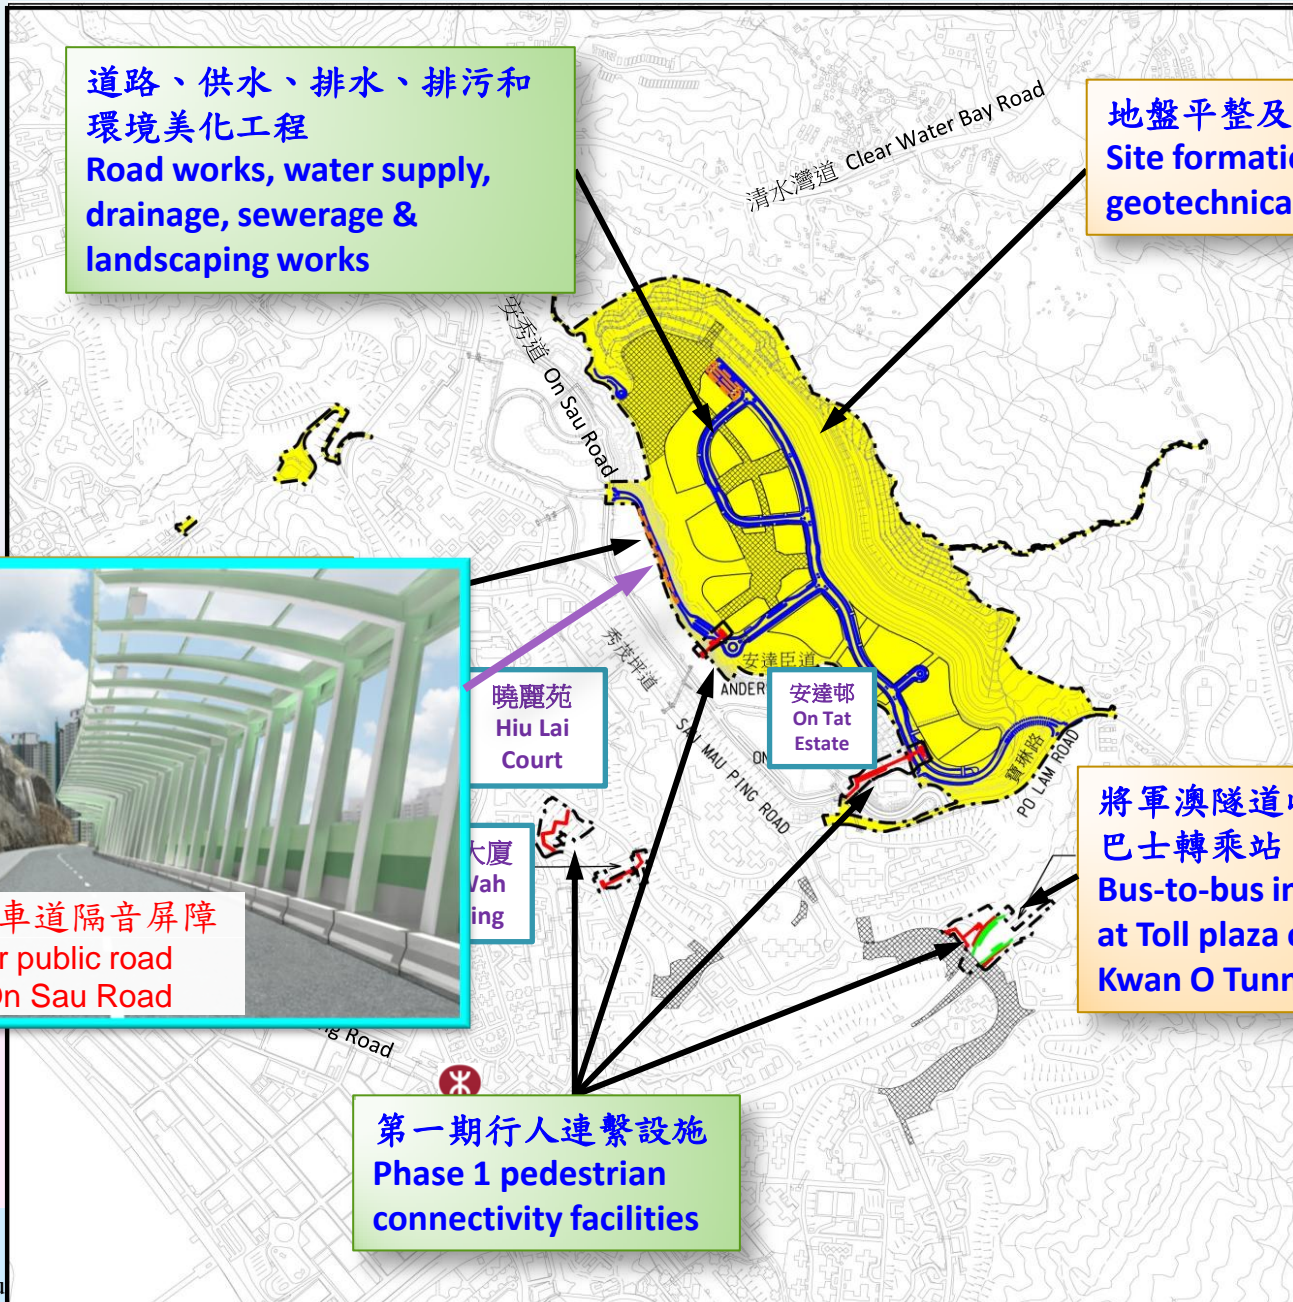 道路、供水、排水、排污和
環境美化工程
Road works, water supply,
drainage, sewerage &
landscaping works
地盤平整及
Site formatio
geotechnica
清水灣道 Clear Water Bay Road
安秀道 On Sau Road
秀茂坪道
SAU MAU PING ROAD
安達臣道
ANDER
ON
曉麗苑
Hiu Lai
Court
安達邨
On Tat
Estate
寶琳路
PO LAM ROAD
大廈
Wah
ing
車道隔音屏障
r public road
On Sau Road
ng Road
將軍澳隧道
巴士轉乘站
Bus-to-bus in
at Toll plaza
Kwan O Tunn
第一期行人連繫設施
Phase 1 pedestrian
connectivity facilities